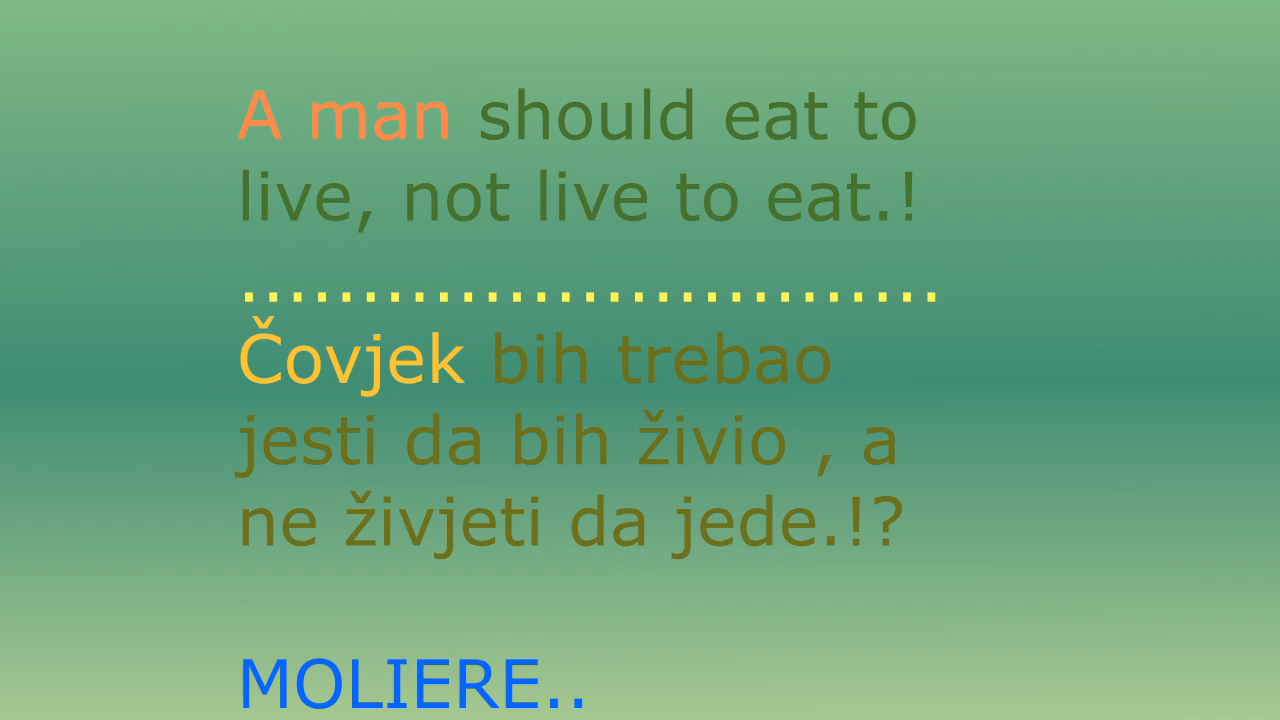 A man should eat to
live, not live to eat.!
.............................
Čovjek bih trebao
jesti da bih živio , a
ne živjeti da jede.!?
MOLIERE..